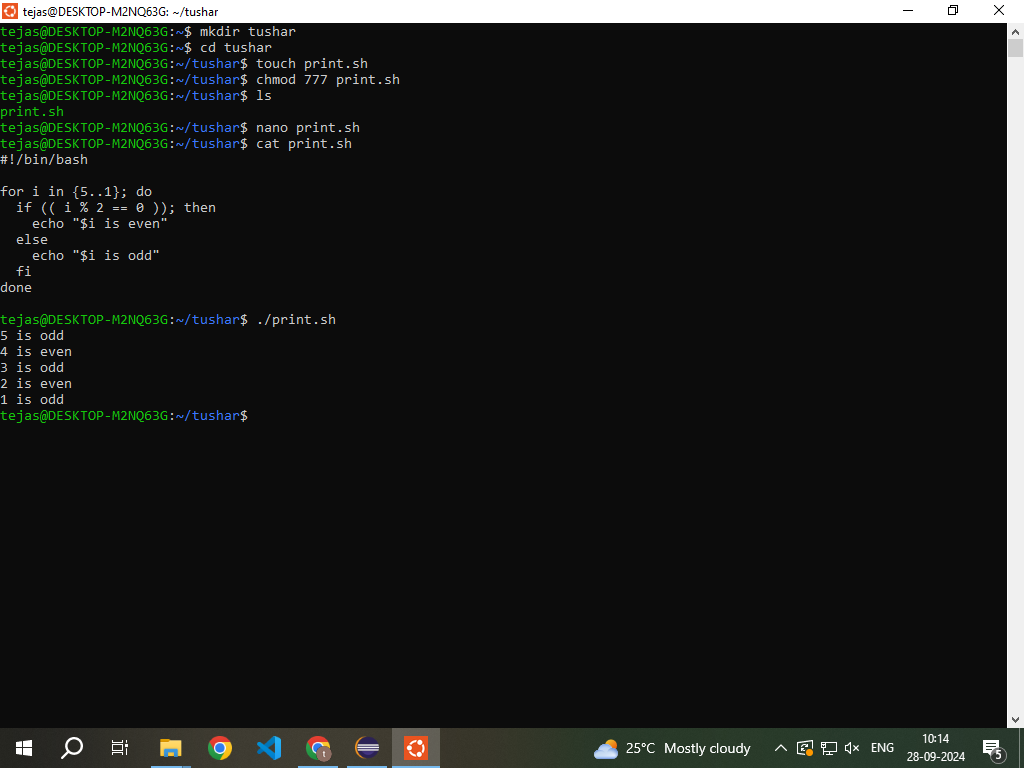 tejas@DESKTOP-M2NQ63G: ~/tushar
tejas@DESKTOP-M2NQ63G:~$ mkdir tushar
tejas@DESKTOP-M2NQ63G:~$ cd tushar
tejas@DESKTOP-M2NQ63G:~/tushar$ touch print.sh
tejas@DESKTOP-M2NQ63G:~/tushar$ chmod 777 print.sh
tejas@DESKTOP-M2NQ63G:~/tushar$ ls
print.sh
tejas@DESKTOP-M2NQ63G:~/tushar$ nano print.sh
tejas@DESKTOP-M2NQ63G:~/tushar$ cat print.sh
#!/bin/bash

for i in {5..1}; do
  if (( i % 2 == 0 )); then
    echo "$i is even"
  else
    echo "$i is odd"
  fi
done

tejas@DESKTOP-M2NQ63G:~/tushar$ ./print.sh
5 is odd
4 is even
3 is odd
2 is even
1 is odd
tejas@DESKTOP-M2NQ63G:~/tushar$
t
25°C Mostly cloudy
ENG
10:14
28-09-2024
5